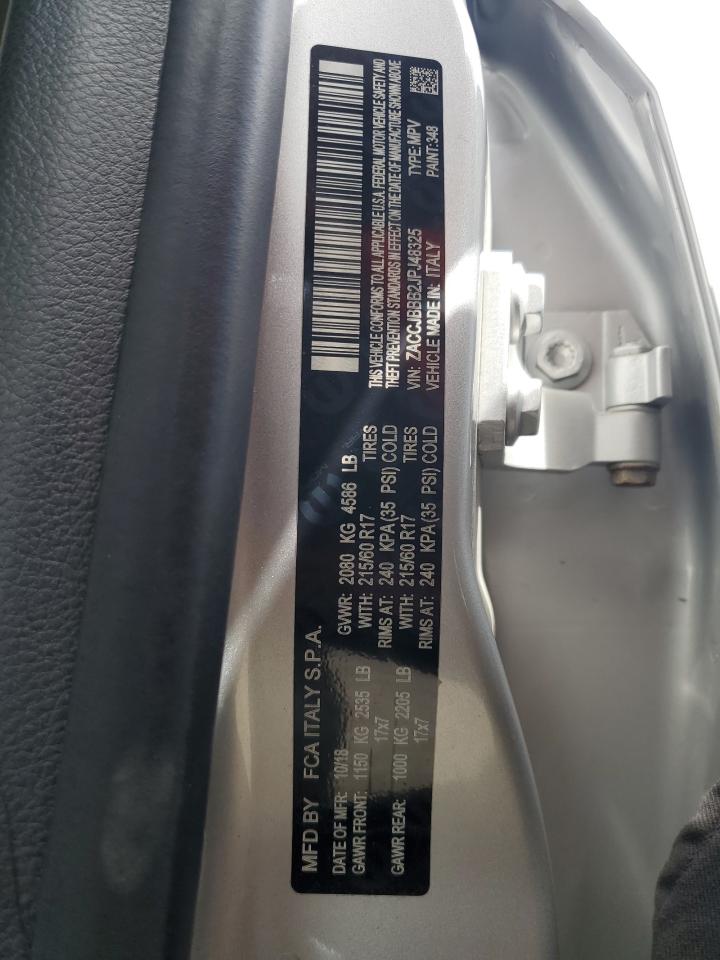 MFD BY FCA ITALY S.P.A.
DATE OF MFR: 10/18 GVWR: 2080 KG 4586 LB
GAWR FRONT: 1150 KG 2535 LB WITH: 215/60 R17 TIRES
17x7 RIMS AT: 240 KPA(35 PSI) COLD
GAWR REAR: 1000 KG 2205 LB WITH: 215/60 R17 TIRES
17x7 RIMS AT: 240 KPA(35 PSI) COLD
THIS VEHICLE CONFORMS TO ALL APPLICABLE U.S.A. FEDERAL MOTOR VEHICLE SAFETY AND
THEFT PREVENTION STANDARDS IN EFFECT ON THE DATE OF MANUFACTURE SHOWN ABOVE
VIN: ZACCJBBB2JPJ48325 TYPE: MPV
VEHICLE MADE IN: ITALY PAINT: 348